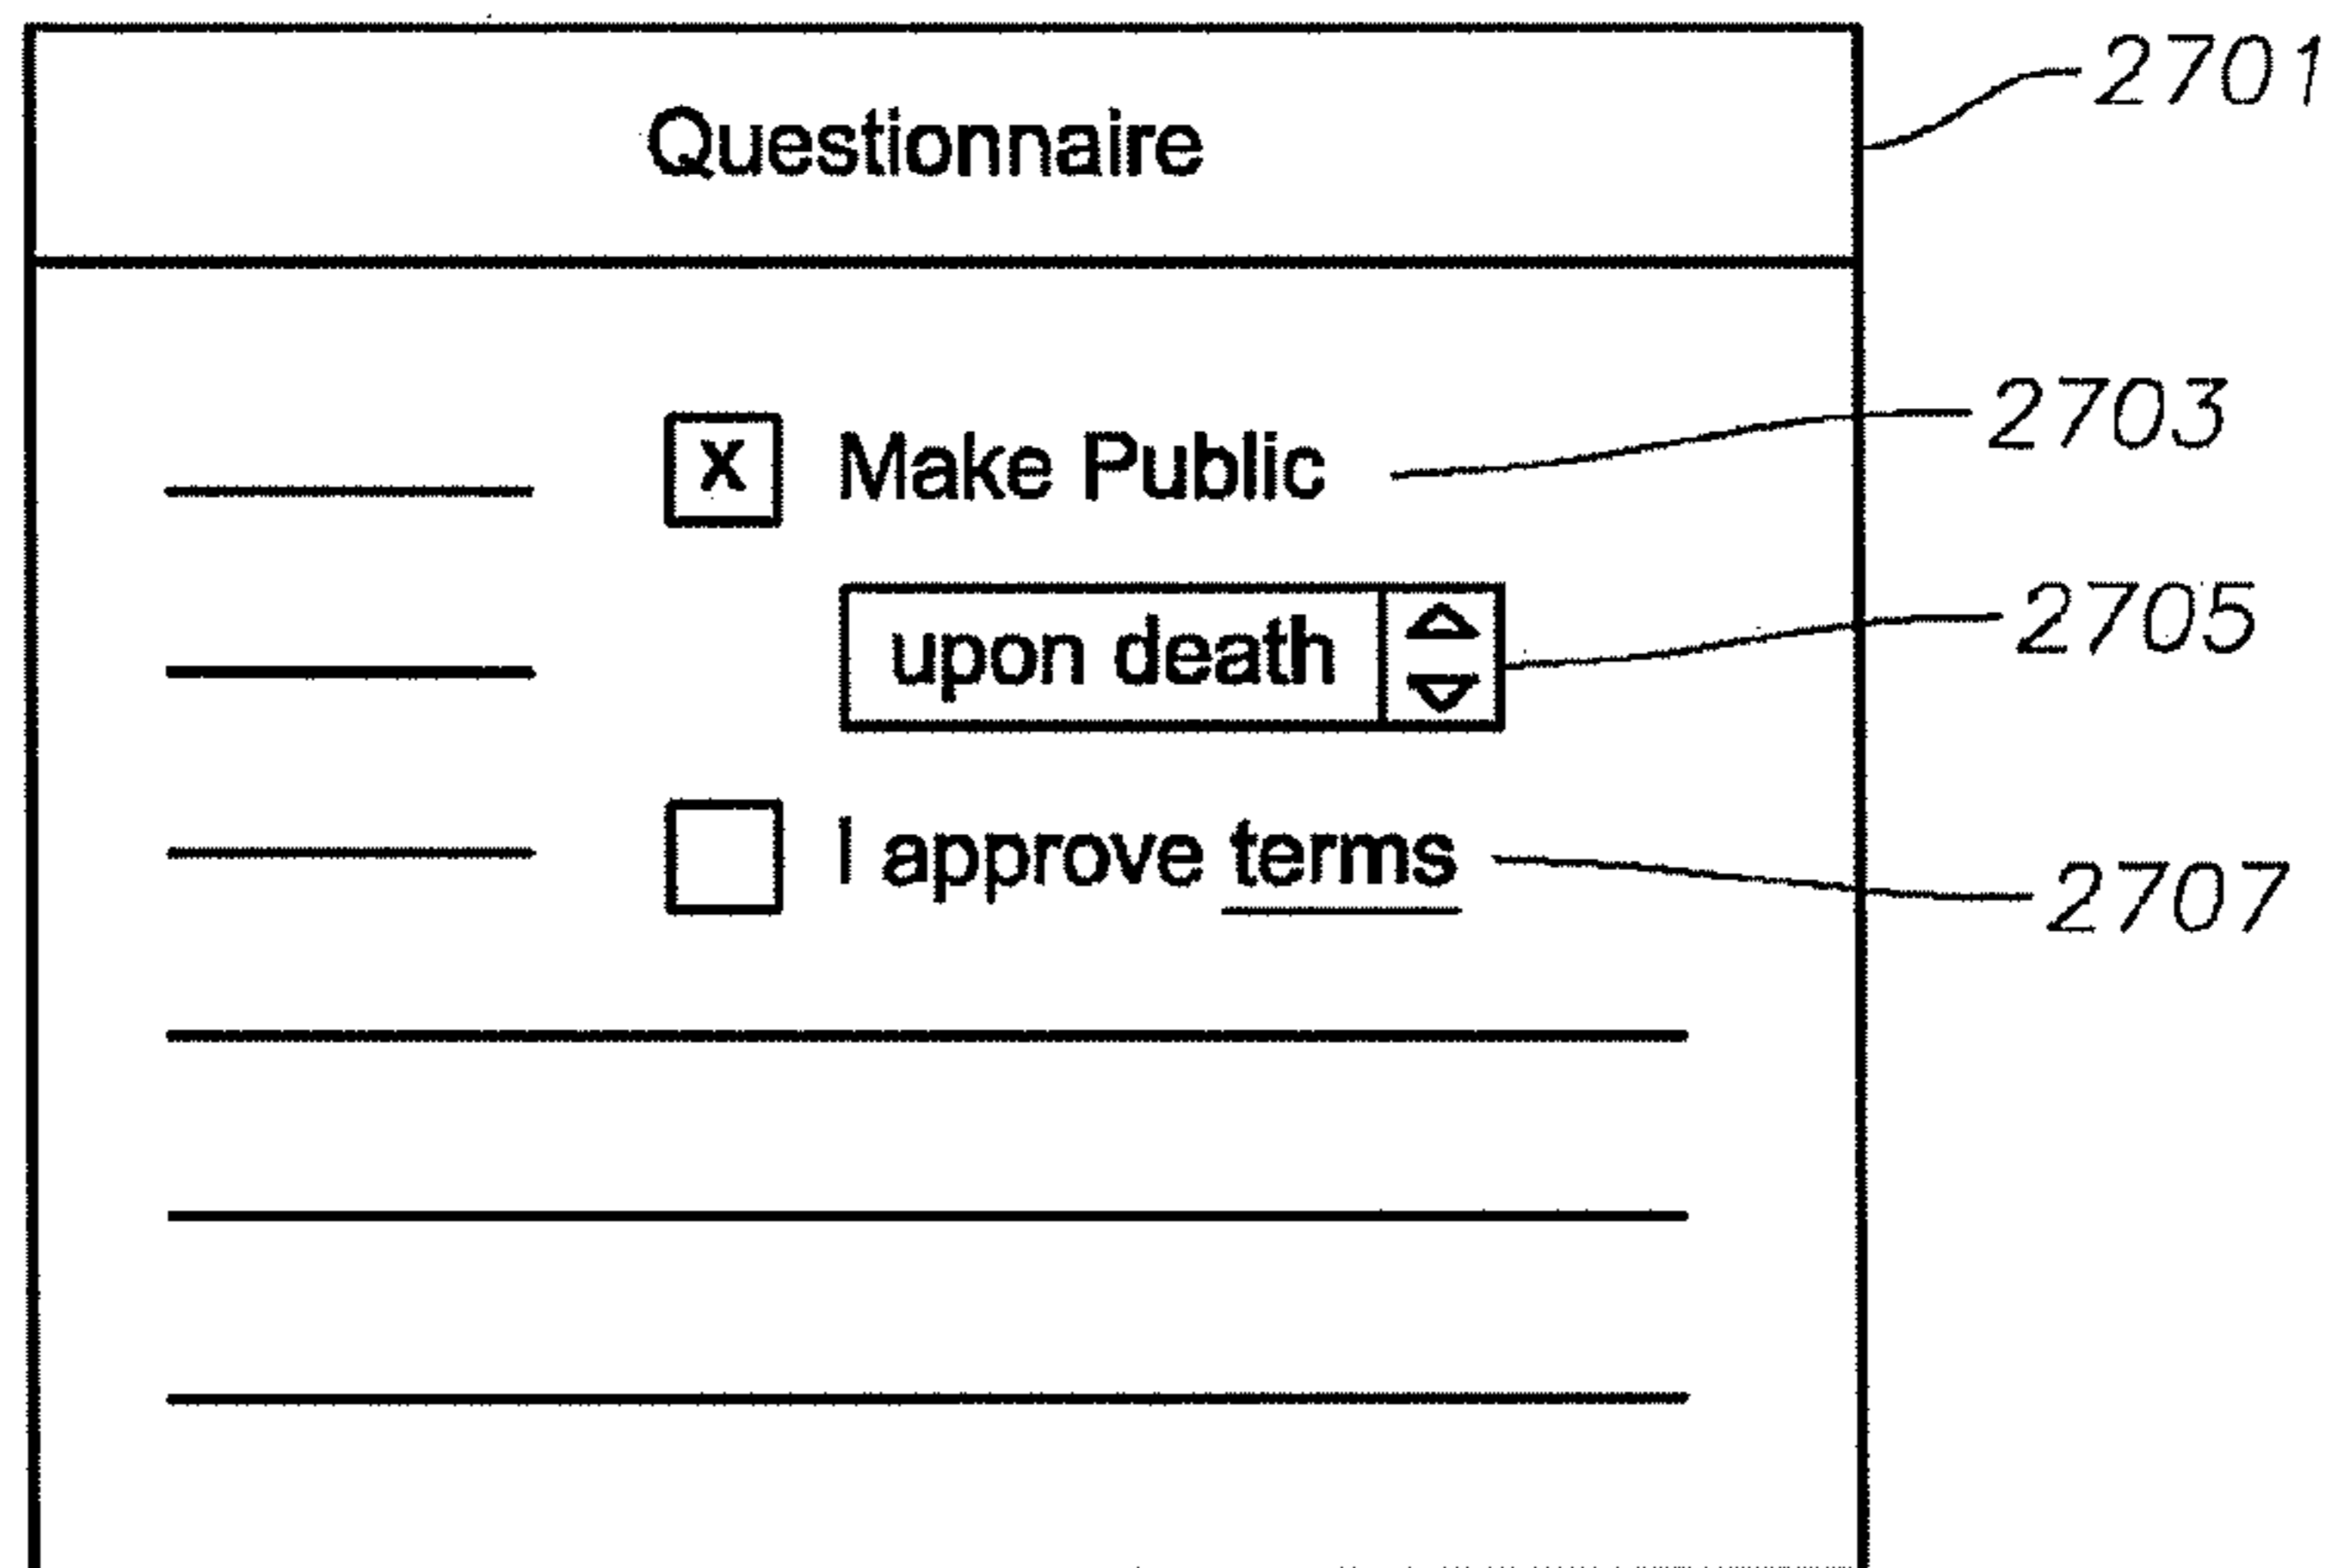 2701
Questionnaire
2703
X Make Public
2705
upon death
I approve terms
2707